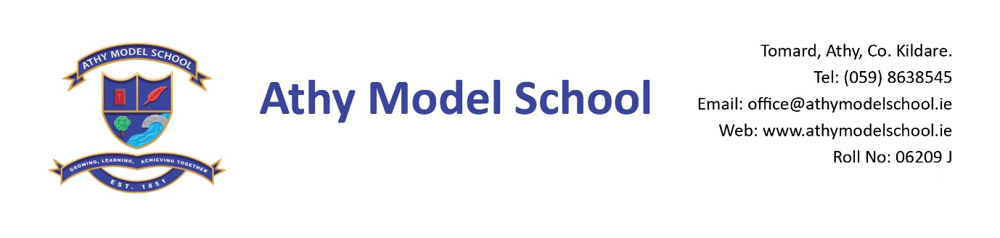 ATHY MODEL SCHOOL
GROWING, LEARNING, ACHIEVING TOGETHER
EST. 1851
Athy Model School
Tomard, Athy, Co. Kildare.
Tel: (059) 8638545
Email: office@athymodelschool.ie
Web: www.athymodelschool.ie
Roll No: 06209 J